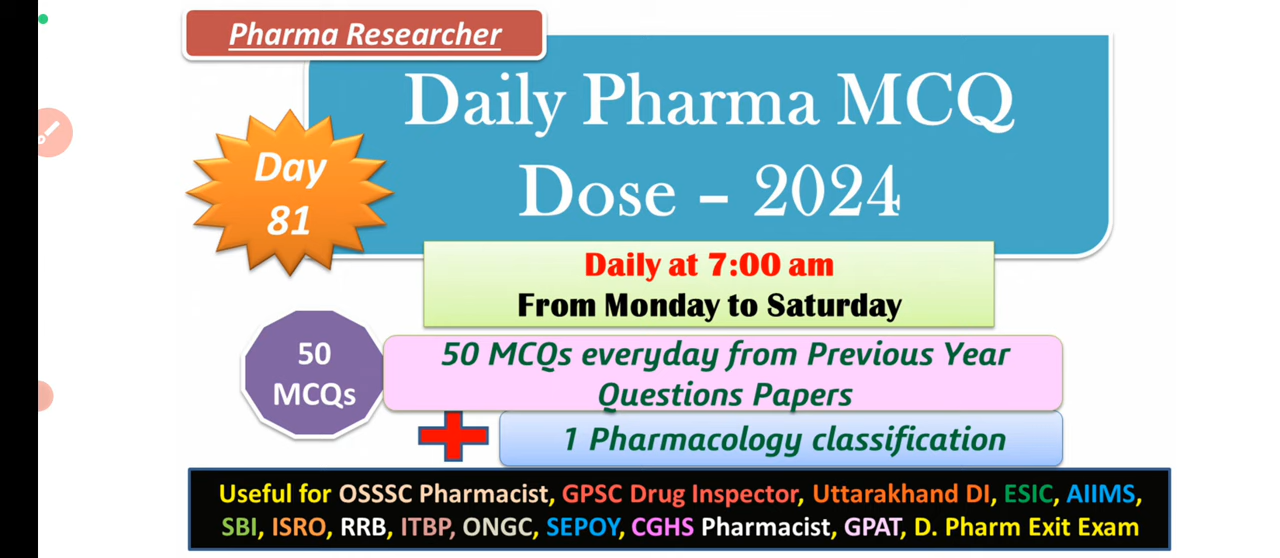 Pharma Researcher
Daily Pharma MCQ
Dose – 2024
Day
81
Daily at 7:00 am
From Monday to Saturday
50
MCQs
50 MCQs everyday from Previous Year
Questions Papers
1 Pharmacology classification
Useful for OSSSC Pharmacist, GPSC Drug Inspector, Uttarakhand DI, ESIC, AIIMS,
SBI, ISRO, RRB, ITBP, ONGC, SEPOY, CGHS Pharmacist, GPAT, D. Pharm Exit Exam